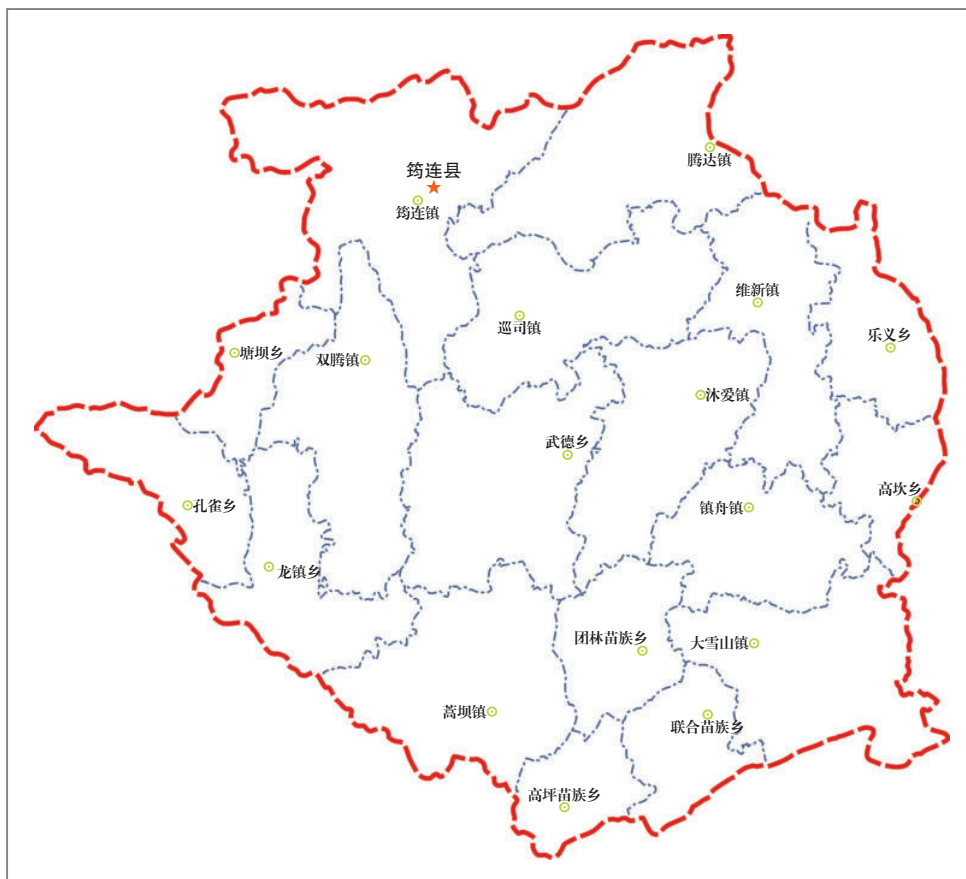 腾达镇
筠连县
筠连镇
维新镇
巡司镇
乐义乡
塘坝乡
双腾镇
沐爱镇
武德乡
高坎乡
孔雀乡
镇舟镇
龙镇乡
团林苗族乡
大雪山镇
蒿坝镇
联合苗族乡
高坪苗族乡